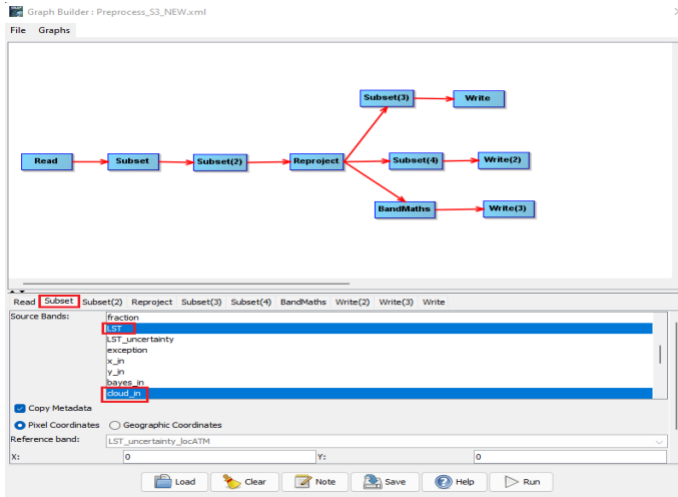 Graph Builder : Preprocess_S3_NEW.xml
File Graphs
Subset(3) Write
Read Subset Subset(2) Reproject Subset(4) Write(2)
BandMaths Write(3)
Read Subset Subset(2) Reproject Subset(3) Subset(4) BandMaths Write(2) Write(3) Write
Source Bands: fraction
LST
LST_uncertainty
exception
x_in
y_in
bayes_in
cloud_in
Copy Metadata
Pixel Coordinates Geographic Coordinates
Reference band: LST_uncertainty_locATM
X: 0 Y: 0
Load Clear Note Save Help Run